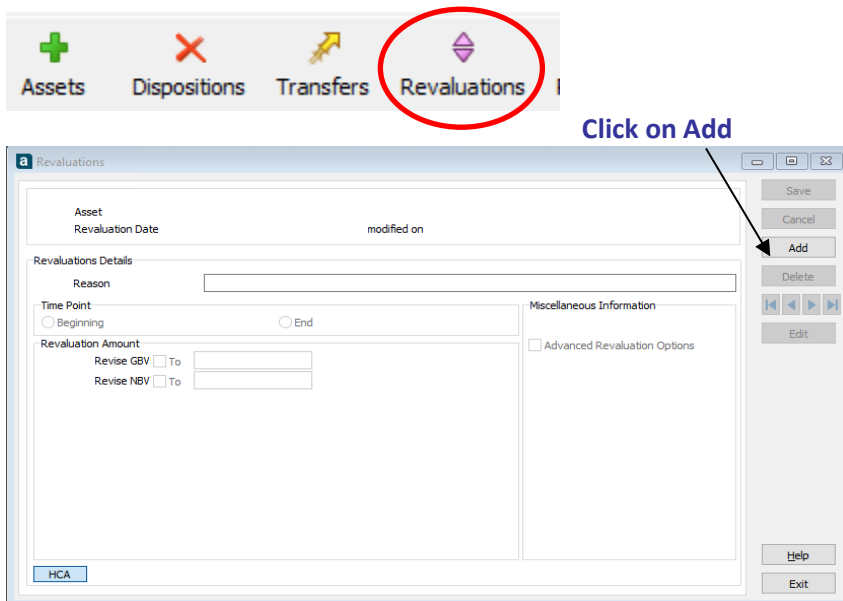 Assets Dispositions Transfers Revaluations
Click on Add
a Revaluations
Save
Asset
Cancel
Revaluation Date modified on
Add
Revaluations Details
Delete
Reason
Time Point Miscellaneous Information
Beginning End
Edit
Revaluation Amount
Advanced Revaluation Options
Revise GBV To
Revise NBV To
Help
HCA
Exit